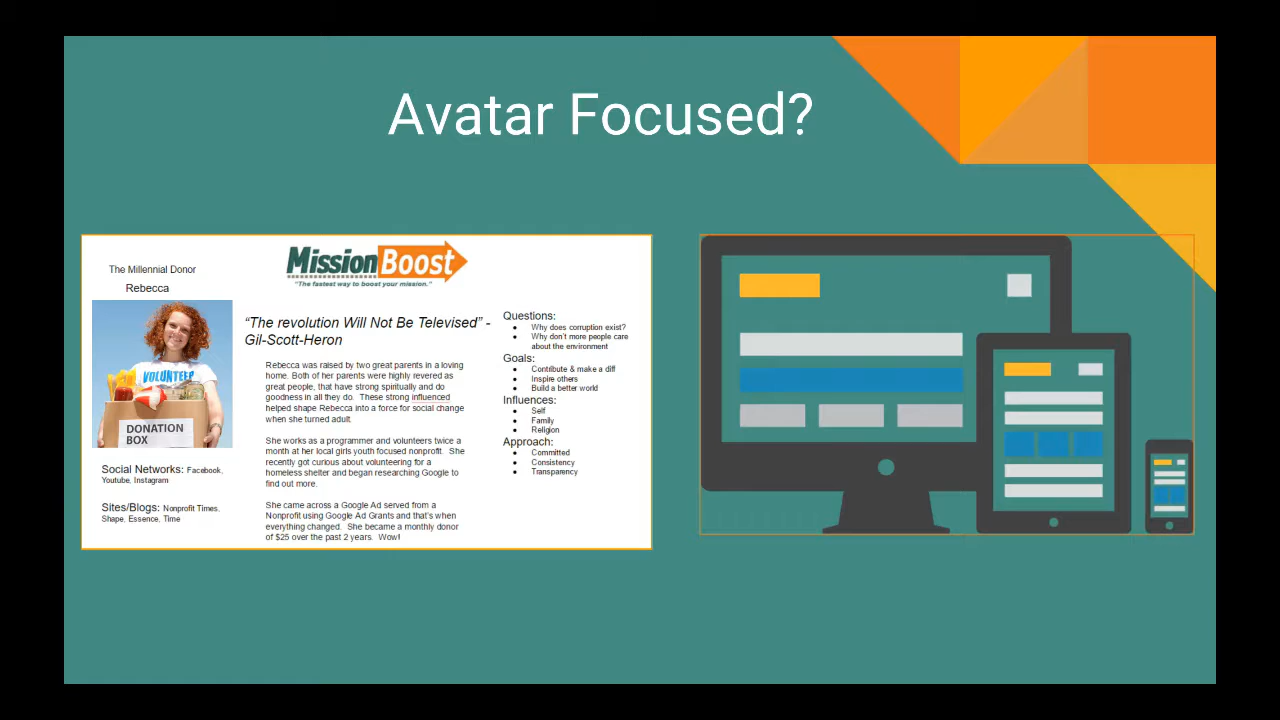 Avatar Focused?
The Millennial Donor
Rebecca
MissionBoost
"The fastest way to boost your mission."
VOLUNTEER
DONATION
BOX
Social Networks: Facebook,
Youtube, Instagram
Sites/Blogs: Nonprofit Times,
Shape, Essence, Time
“The revolution Will Not Be Televised” -
Gil-Scott-Heron
Rebecca was raised by two great parents in a loving
home. Both of her parents were highly revered as
great people, that have strong spiritually and do
goodness in all they do. These strong influenced
helped shape Rebecca into a force for social change
when she turned adult.
She works as a programmer and volunteers twice a
month at her local girls youth focused nonprofit. She
recently got curious about volunteering for a
homeless shelter and began researching Google to
find out more.
She came across a Google Ad served from a
Nonprofit using Google Ad Grants and that's when
everything changed. She became a monthly donor
of $25 over the past 2 years. Wow!
Questions:
● Why does corruption exist?
● Why don't more people care
about the environment
Goals:
● Contribute & make a diff
● Inspire others
● Build a better world
Influences:
● Self
● Family
● Religion
Approach:
● Committed
● Consistency
● Transparency